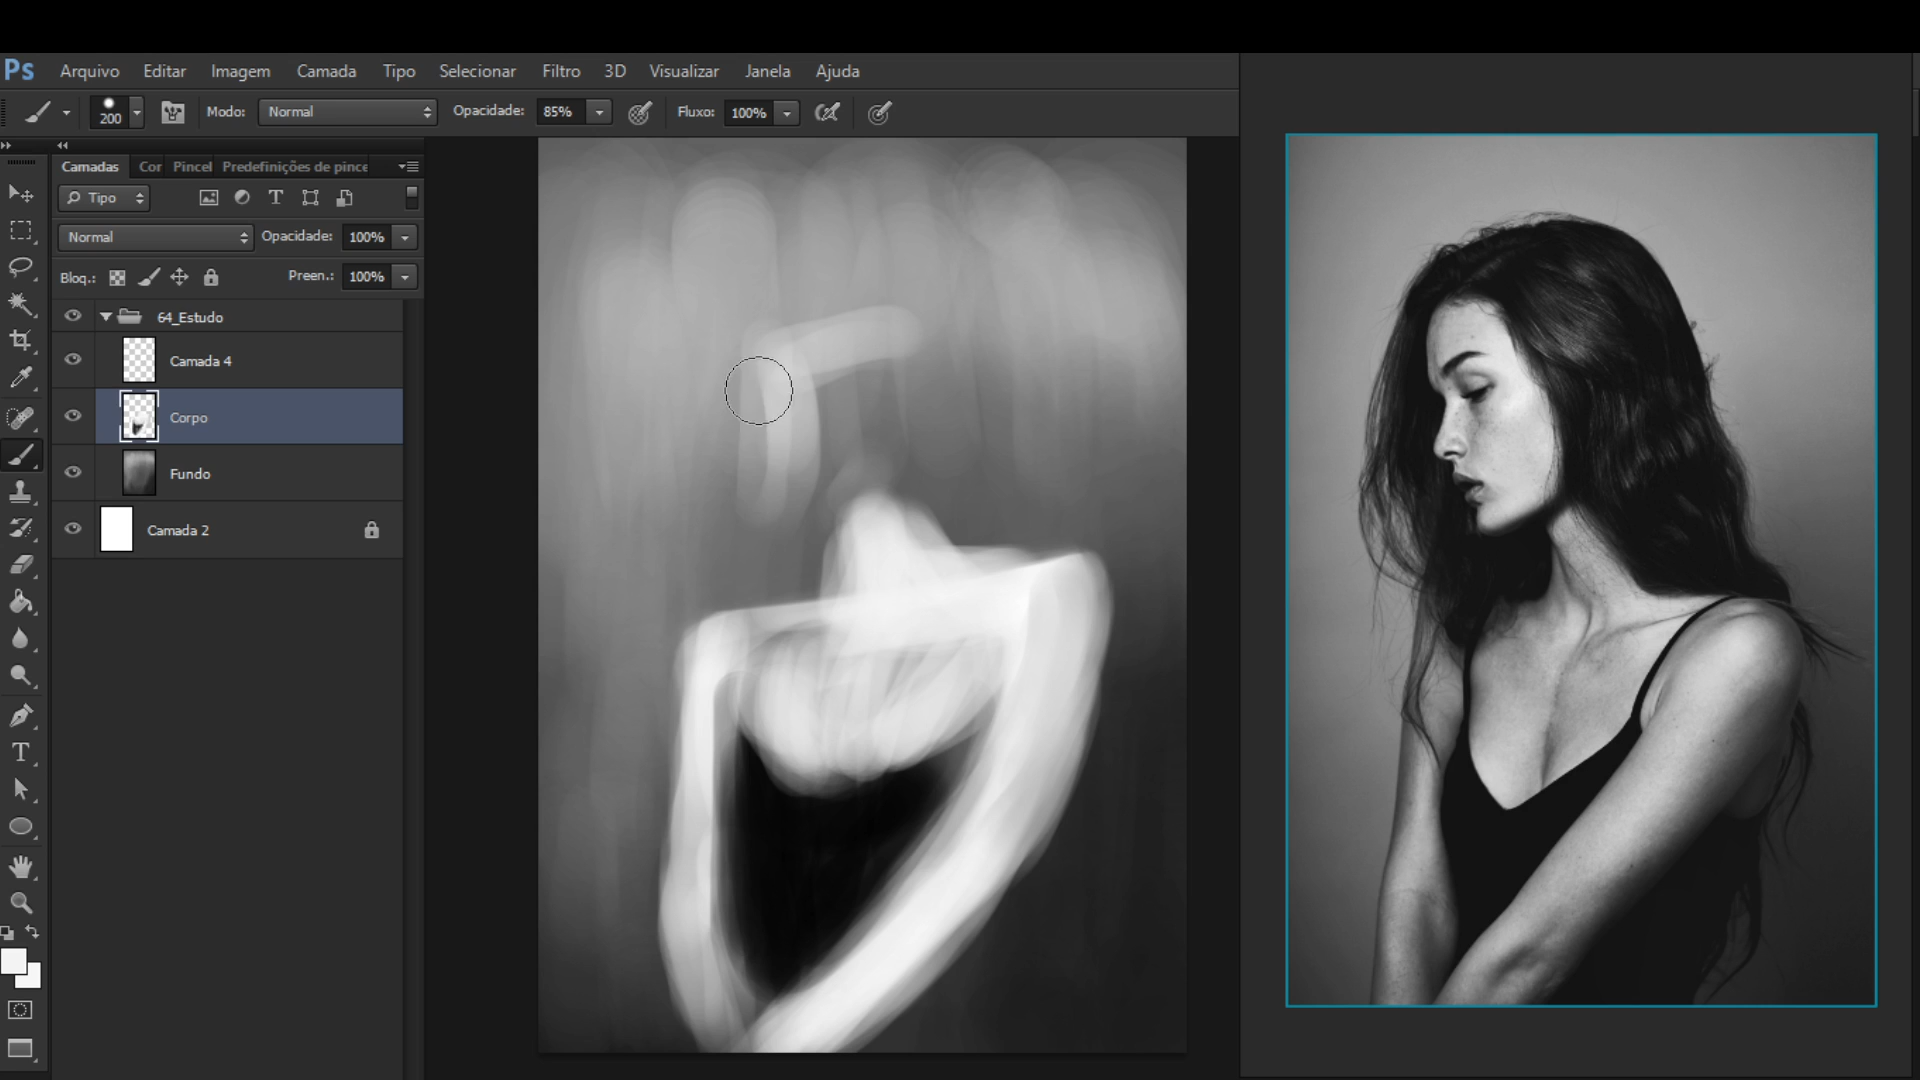 Ps Arquivo Editar Imagem Camada Tipo Selecionar Filtro 3D Visualizar Janela Ajuda
200 Modo: Normal Opacidade: 85% Fluxo: 100%
Camadas Cor Pincel Predefinições de pince
Tipo T
Normal Opacidade: 100%
Bloq.: Preen.: 100%
64_Estudo
Camada 4
Corpo
Fundo
Camada 2
T